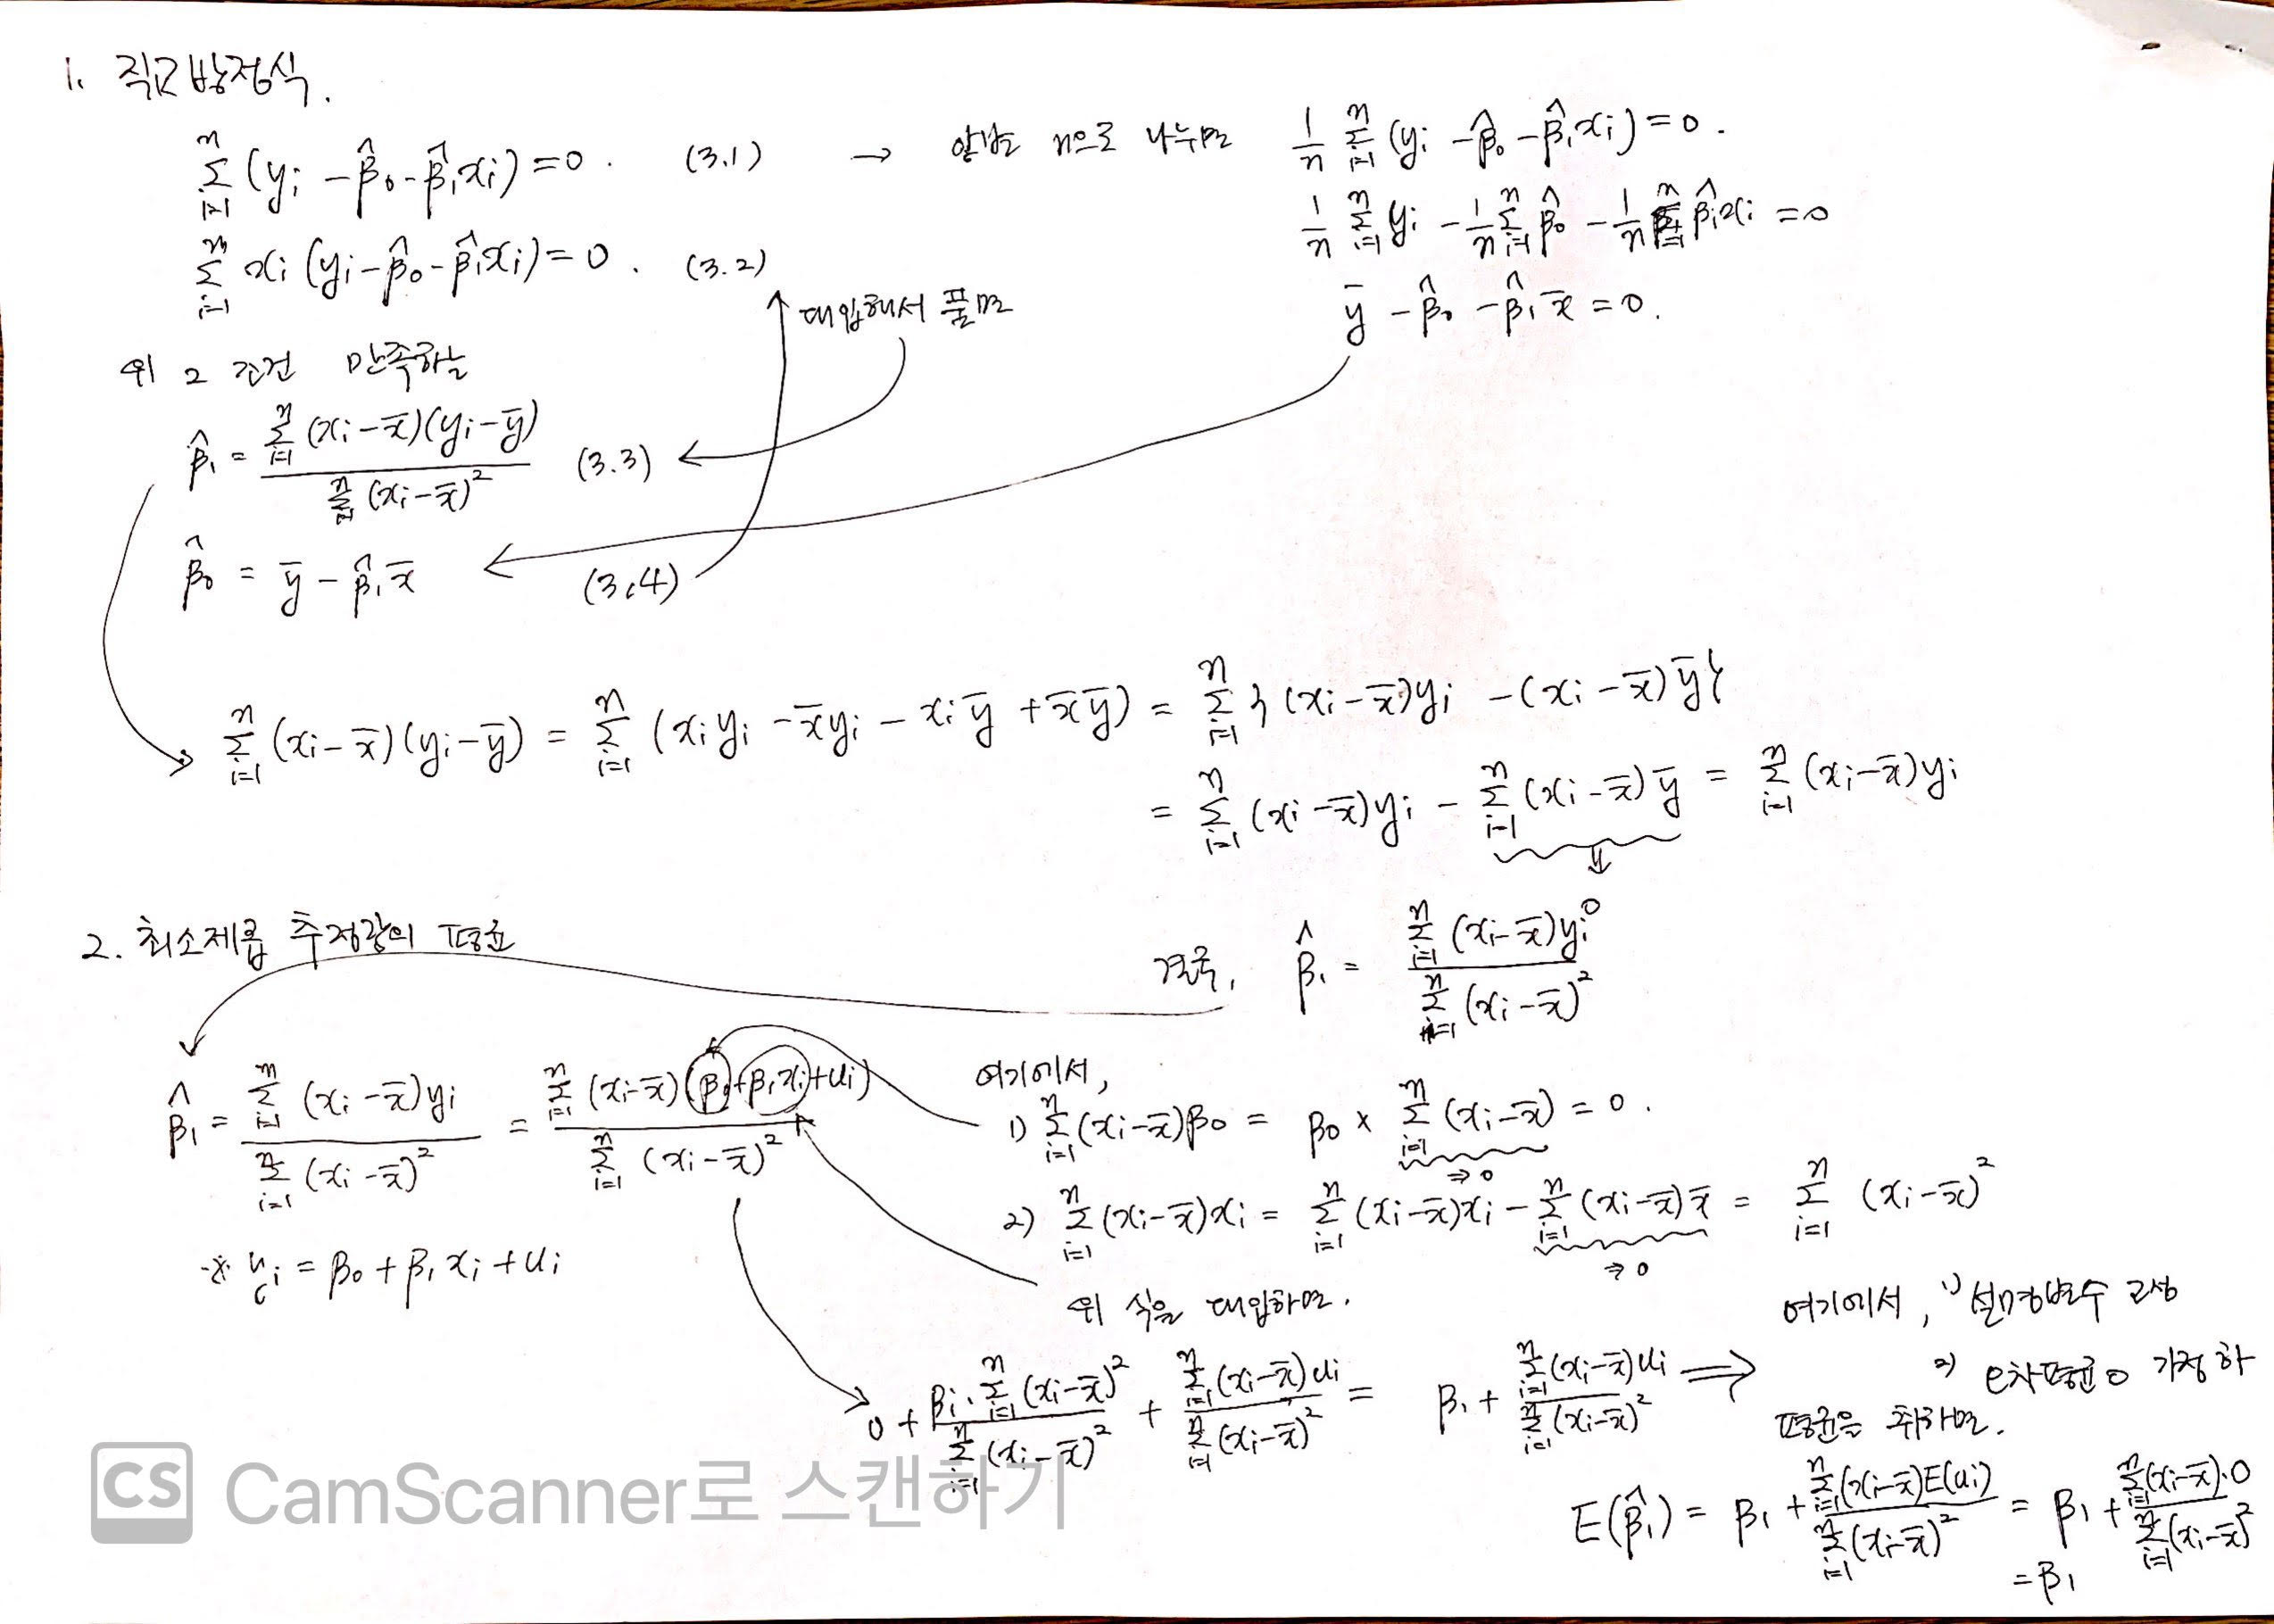 1. 직교방정식.
$\sum_{i=1}^{n}(y_i-\hat{\beta}_0-\hat{\beta}_1x_i)=0.$ (3.1) → 양변 n으로 나누면 $\frac{1}{n}\sum_{i=1}^{n}(y_i-\hat{\beta}_0-\hat{\beta}_1x_i)=0.$
$\frac{1}{n}\sum_{i=1}^{n}y_i-\frac{1}{n}\sum_{i=1}^{n}\hat{\beta}_0-\frac{1}{n}\sum_{i=1}^{n}\hat{\beta}_1x_i=0$
$\sum_{i=1}^{n}x_i(y_i-\hat{\beta}_0-\hat{\beta}_1x_i)=0.$ (3.2)
대입해서 풀면
$\bar{y}-\hat{\beta}_0-\hat{\beta}_1\bar{x}=0.$
위 2 조건 만족하는
$\hat{\beta}_1=\frac{\sum_{i=1}^{n}(x_i-\bar{x})(y_i-\bar{y})}{\sum_{i=1}^{n}(x_i-\bar{x})^2}$ (3.3)
$\hat{\beta}_0=\bar{y}-\hat{\beta}_1\bar{x}$ (3.4)
$\sum_{i=1}^{n}(x_i-\bar{x})(y_i-\bar{y})=\sum_{i=1}^{n}(x_iy_i-\bar{x}y_i-x_i\bar{y}+\bar{x}\bar{y})=\sum_{i=1}^{n}\{(x_i-\bar{x})y_i-(x_i-\bar{x})\bar{y}\}$
$=\sum_{i=1}^{n}(x_i-\bar{x})y_i-\sum_{i=1}^{n}(x_i-\bar{x})\bar{y}=\sum_{i=1}^{n}(x_i-\bar{x})y_i$
⇓
0
결국, $\hat{\beta}_1=\frac{\sum_{i=1}^{n}(x_i-\bar{x})y_i}{\sum_{i=1}^{n}(x_i-\bar{x})^2}$
2. 최소제곱 추정량의 평균
$\hat{\beta}_1=\frac{\sum_{i=1}^{n}(x_i-\bar{x})y_i}{\sum_{i=1}^{n}(x_i-\bar{x})^2}=\frac{\sum_{i=1}^{n}(x_i-\bar{x})(\beta_0+\beta_1x_i+u_i)}{\sum_{i=1}^{n}(x_i-\bar{x})^2}$
※ $y_i=\beta_0+\beta_1x_i+u_i$
여기에서,
1) $\sum_{i=1}^{n}(x_i-\bar{x})\beta_0=\beta_0\times\sum_{i=1}^{n}(x_i-\bar{x})=0.$
⇒0
2) $\sum_{i=1}^{n}(x_i-\bar{x})x_i=\sum_{i=1}^{n}(x_i-\bar{x})x_i-\sum_{i=1}^{n}(x_i-\bar{x})\bar{x}=\sum_{i=1}^{n}(x_i-\bar{x})^2$
⇒0
위 식을 대입하면.
$0+\frac{\beta_i\cdot\sum_{i=1}^{n}(x_i-\bar{x})^2}{\sum_{i=1}^{n}(x_i-\bar{x})^2}+\frac{\sum_{i=1}^{n}(x_i-\bar{x})u_i}{\sum_{i=1}^{n}(x_i-\bar{x})^2}=\beta_1+\frac{\sum_{i=1}^{n}(x_i-\bar{x})u_i}{\sum_{i=1}^{n}(x_i-\bar{x})^2}$ ⇒
여기에서, 1) 설명변수 고정
2) 오차평균 0 가정 하
평균을 취하면.
$E(\hat{\beta}_1)=\beta_1+\frac{\sum_{i=1}^{n}(x_i-\bar{x})E(u_i)}{\sum_{i=1}^{n}(x_i-\bar{x})^2}=\beta_1+\frac{\sum_{i=1}^{n}(x_i-\bar{x})\cdot0}{\sum_{i=1}^{n}(x_i-\bar{x})^2}$
$=\beta_1$
CS CamScanner로 스캔하기